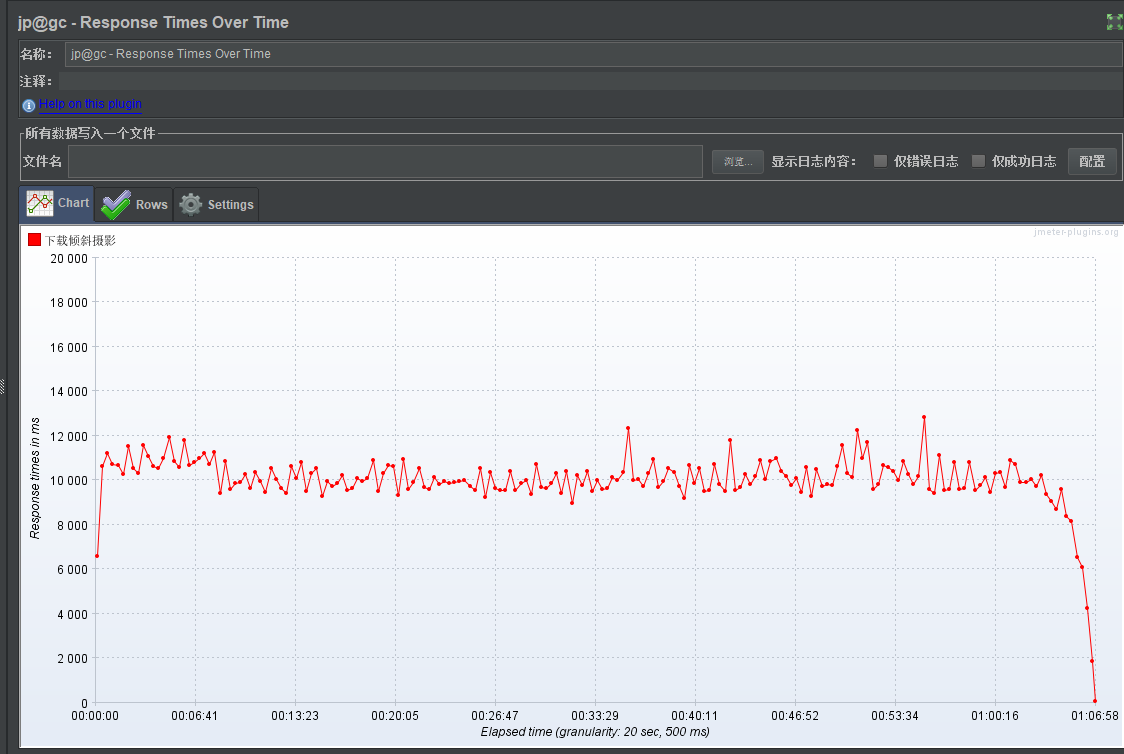 jp@gc - Response Times Over Time
名称： jp@gc - Response Times Over Time
注释：
Help on this plugin
所有数据写入一个文件
文件名 浏览... 显示日志内容： 仅错误日志 仅成功日志 配置
Chart Rows Settings
jmeter-plugins.org
下载倾斜摄影
20 000
18 000
16 000
14 000
12 000
10 000
8 000
6 000
4 000
2 000
0
Response times in ms
00:00:00 00:06:41 00:13:23 00:20:05 00:26:47 00:33:29 00:40:11 00:46:52 00:53:34 01:00:16 01:06:58
Elapsed time (granularity: 20 sec, 500 ms)